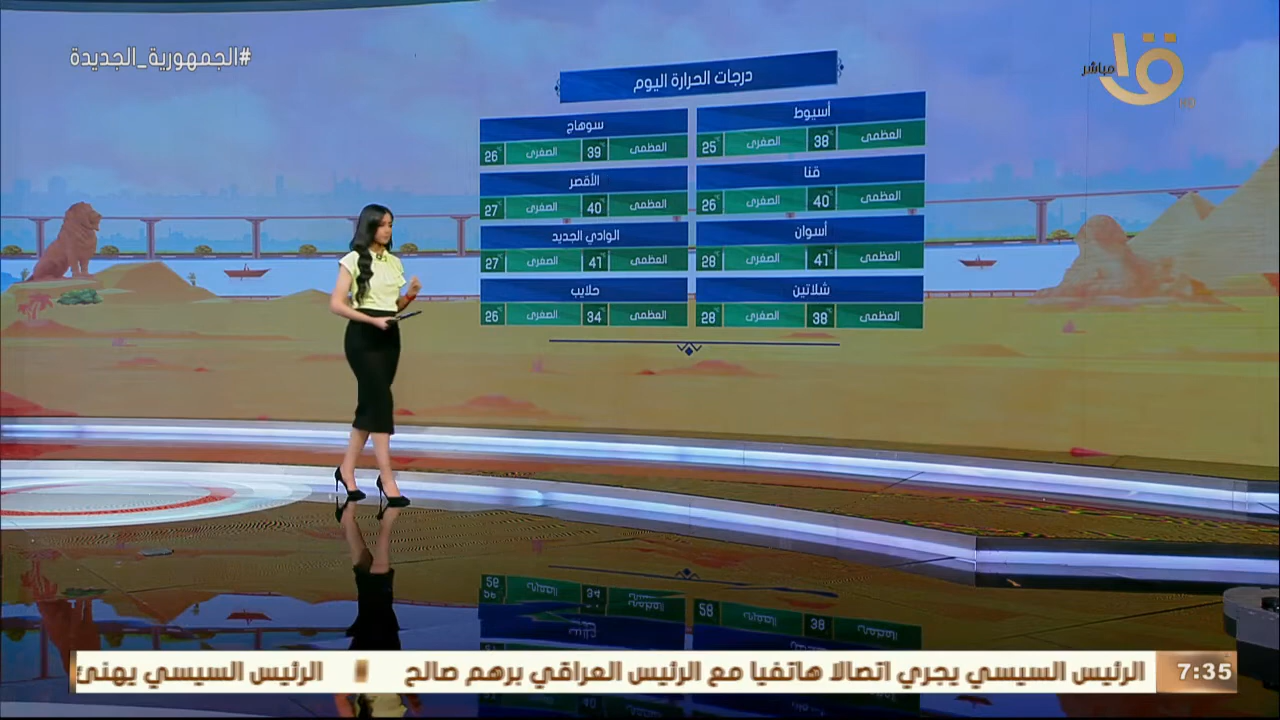 #الجمهورية_الجديدة
مباشر
درجات الحرارة اليوم
أسيوط
العظمى 38 الصغرى 25
سوهاج
العظمى 39 الصغرى 26
قنا
العظمى 40 الصغرى 26
الأقصر
العظمى 40 الصغرى 27
أسوان
العظمى 41 الصغرى 28
الوادي الجديد
العظمى 41 الصغرى 27
شلاتين
العظمى 38 الصغرى 28
حلايب
العظمى 34 الصغرى 26
7:35 الرئيس السيسي يجري اتصالا هاتفيا مع الرئيس العراقي برهم صالح الرئيس السيسي يهنئ